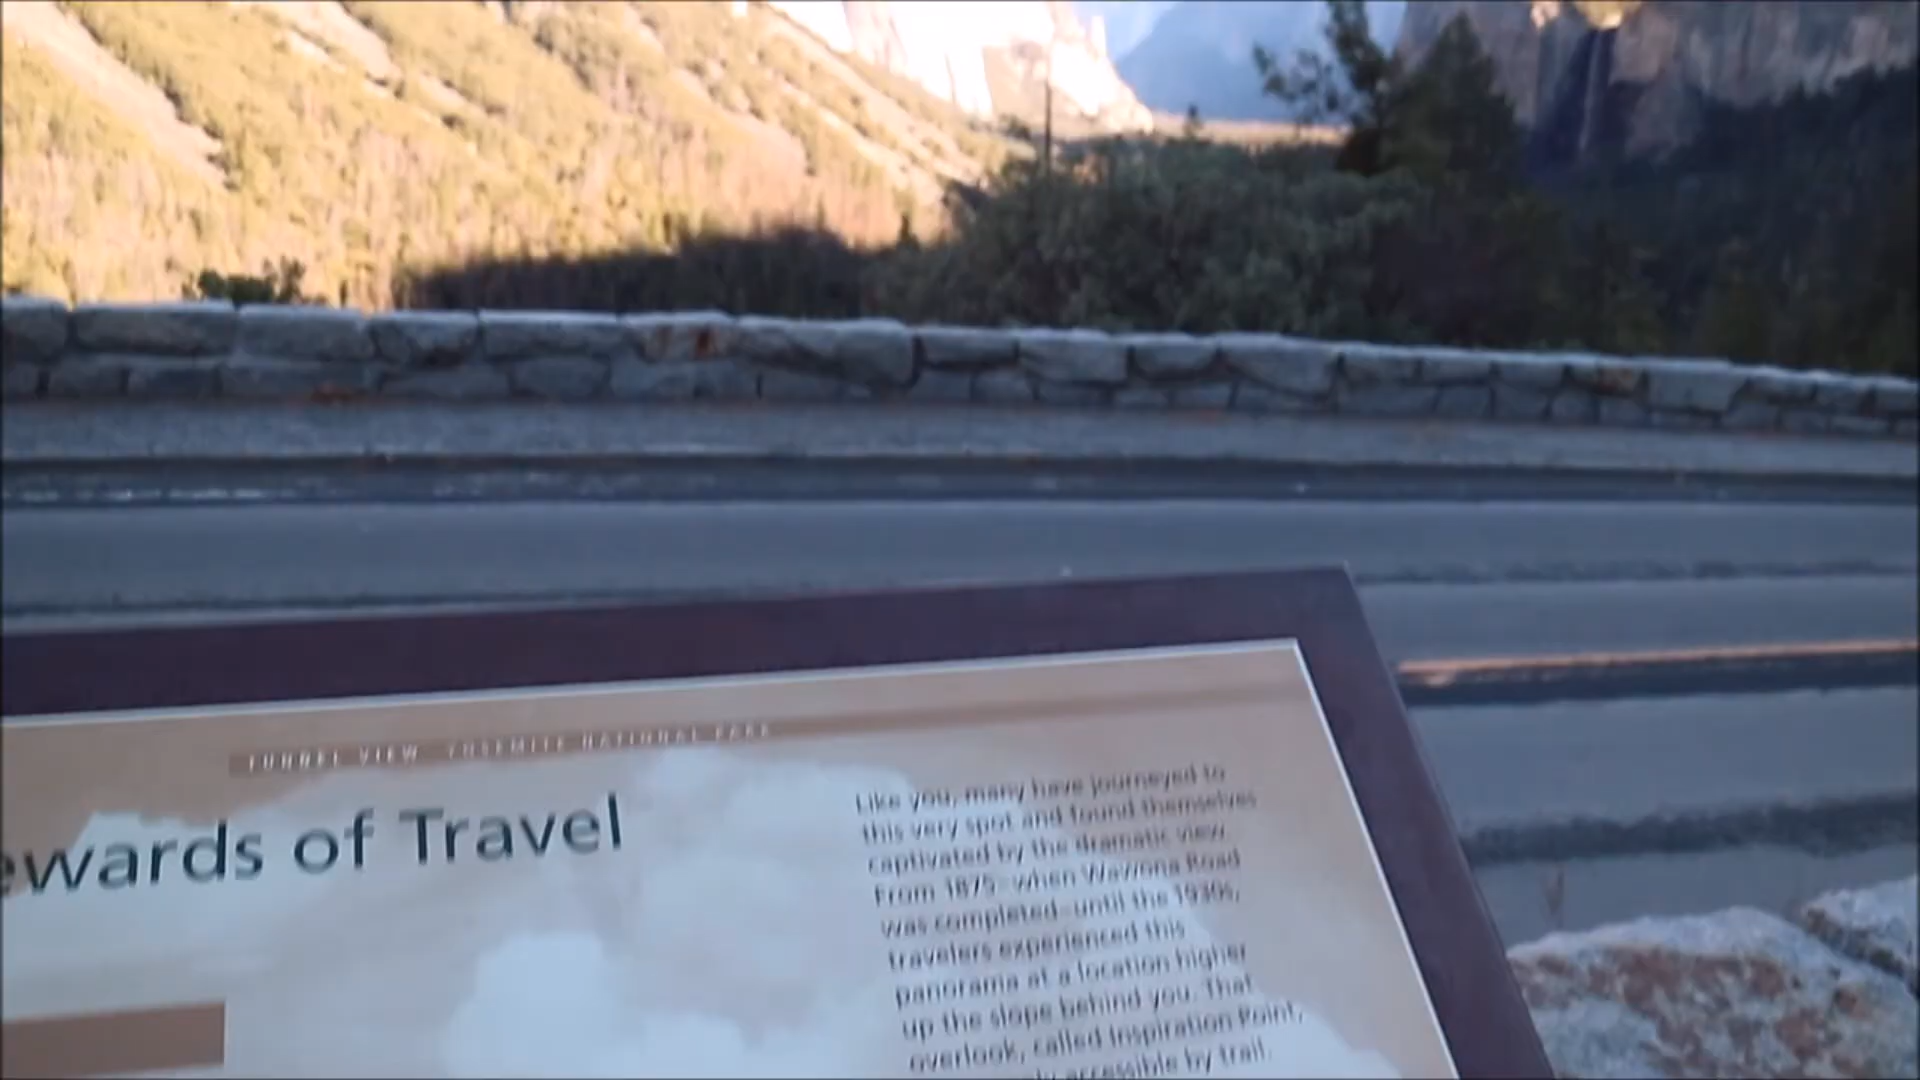 TUNNEL VIEW YOSEMITE NATIONAL PARK
ewards of Travel
Like you, many have journeyed to
this very spot and found themselves
captivated by the dramatic view.
From 1875–when Wawona Road
was completed–until the 1930s,
travelers experienced this
panorama at a location higher
up the slope behind you. That
overlook, called Inspiration Point,
accessible by trail.